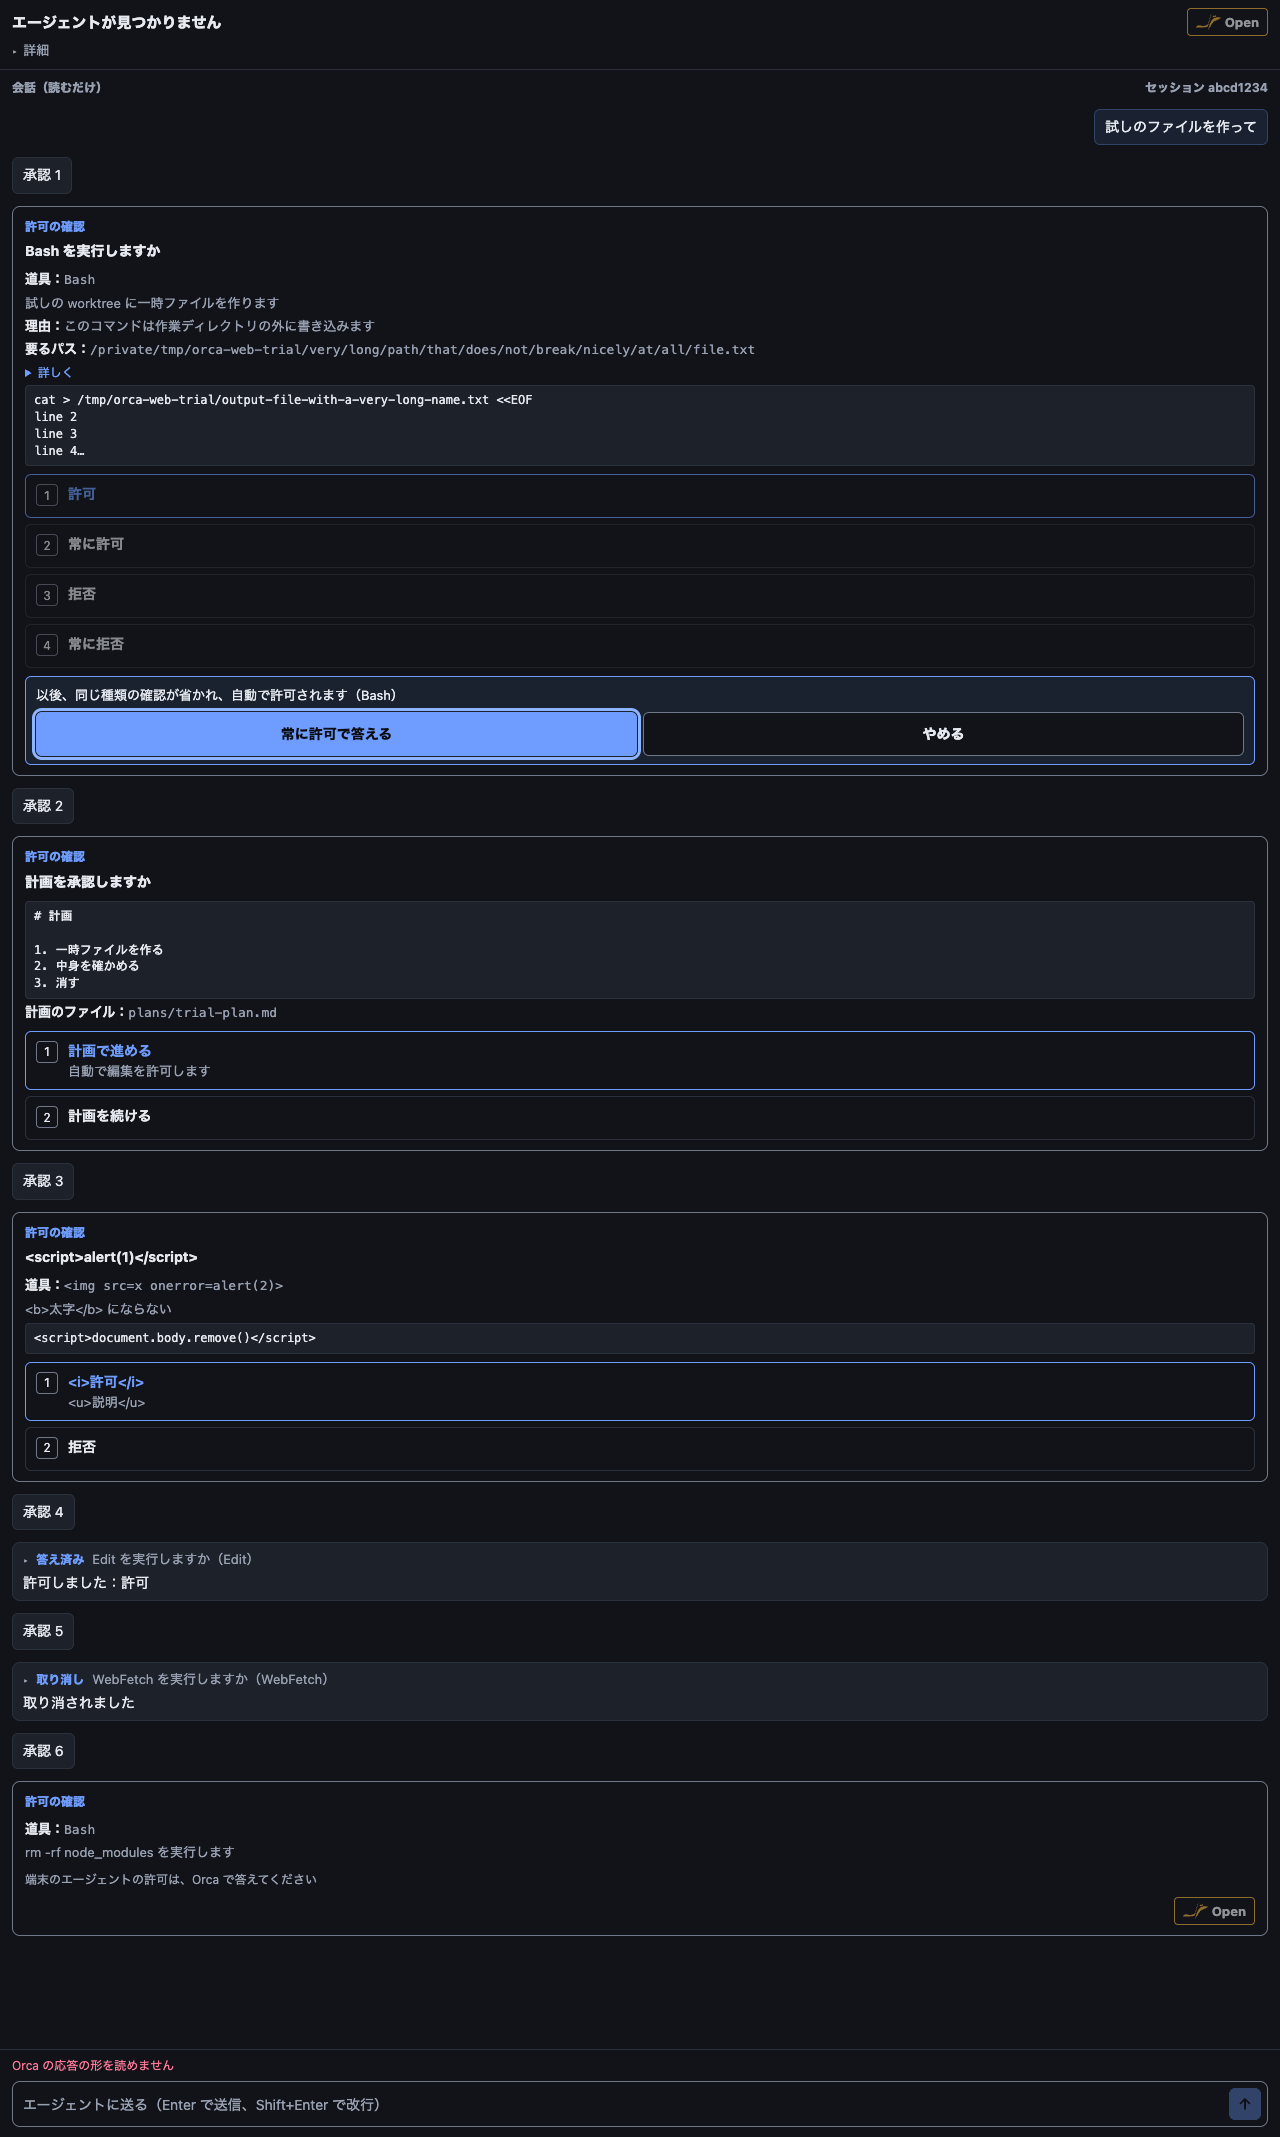 エージェントが見つかりません
Open
詳細
会話（読むだけ）
セッション abcd1234
試しのファイルを作って
承認 1
許可の確認
Bash を実行しますか
道具：Bash
試しの worktree に一時ファイルを作ります
理由：このコマンドは作業ディレクトリの外に書き込みます
要るパス：/private/tmp/orca-web-trial/very/long/path/that/does/not/break/nicely/at/all/file.txt
詳しく
cat > /tmp/orca-web-trial/output-file-with-a-very-long-name.txt <<EOF
line 2
line 3
line 4…
1 許可
2 常に許可
3 拒否
4 常に拒否
以後、同じ種類の確認が省かれ、自動で許可されます（Bash）
常に許可で答える
やめる
承認 2
許可の確認
計画を承認しますか
# 計画
1. 一時ファイルを作る
2. 中身を確かめる
3. 消す
計画のファイル：plans/trial-plan.md
1 計画で進める
自動で編集を許可します
2 計画を続ける
承認 3
許可の確認
<script>alert(1)</script>
道具：<img src=x onerror=alert(2)>
<b>太字</b> にならない
<script>document.body.remove()</script>
1 <i>許可</i>
<u>説明</u>
2 拒否
承認 4
答え済み Edit を実行しますか（Edit）
許可しました：許可
承認 5
取り消し WebFetch を実行しますか（WebFetch）
取り消されました
承認 6
許可の確認
道具：Bash
rm -rf node_modules を実行します
端末のエージェントの許可は、Orca で答えてください
Open
Orca の応答の形を読めません
エージェントに送る（Enter で送信、Shift+Enter で改行）